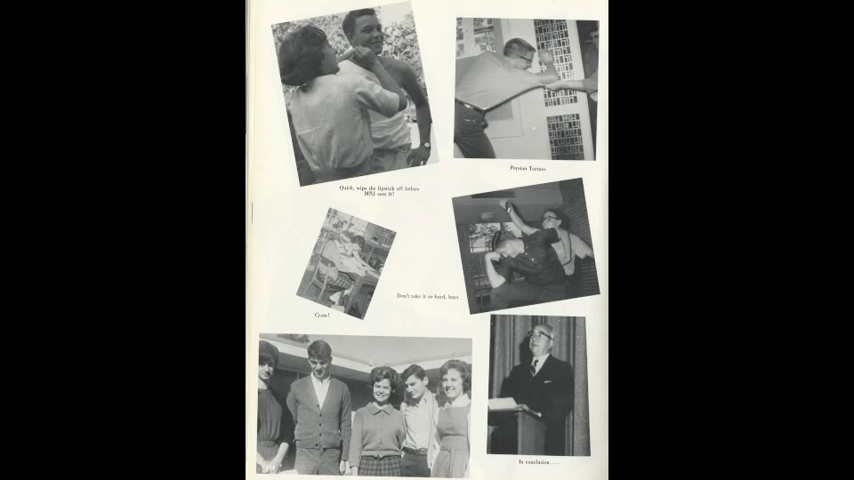 Quick, wipe the lipstick off before
MNJ sees it!
Persian Torture
Don't take it so hard, boys
Cram!
In conclusion . . .